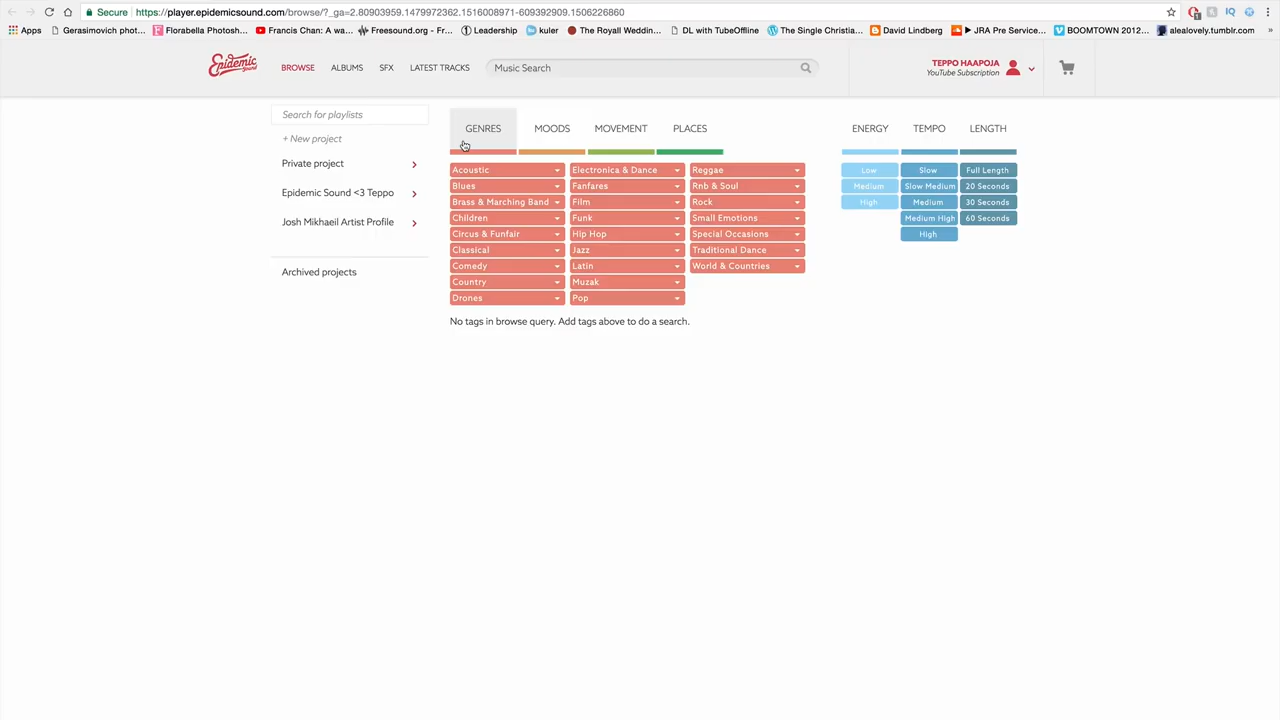 Secure https://player.epidemicsound.com/browse/?_ga=2.80903959.1479972362.1516008971-609392909.1506226860
Apps Gerasimovich phot... Florabella Photosh... Francis Chan: A wa... Freesound.org - Fr... Leadership kuler The Royall Weddin... DL with TubeOffline The Single Christia... David Lindberg JRA Pre Service... BOOMTOWN 2012... alealovely.tumblr.com »
Epidemic Sound BROWSE ALBUMS SFX LATEST TRACKS Music Search TEPPO HAAPOJA
YouTube Subscription
Search for playlists
+ New project
Private project
Epidemic Sound <3 Teppo
Josh Mikhaeil Artist Profile
Archived projects
GENRES MOODS MOVEMENT PLACES ENERGY TEMPO LENGTH
Acoustic Electronica & Dance Reggae Low Slow Full Length
Blues Fanfares Rnb & Soul Medium Slow Medium 20 Seconds
Brass & Marching Band Film Rock High Medium 30 Seconds
Children Funk Small Emotions Medium High 60 Seconds
Circus & Funfair Hip Hop Special Occasions High
Classical Jazz Traditional Dance
Comedy Latin World & Countries
Country Muzak
Drones Pop
No tags in browse query. Add tags above to do a search.